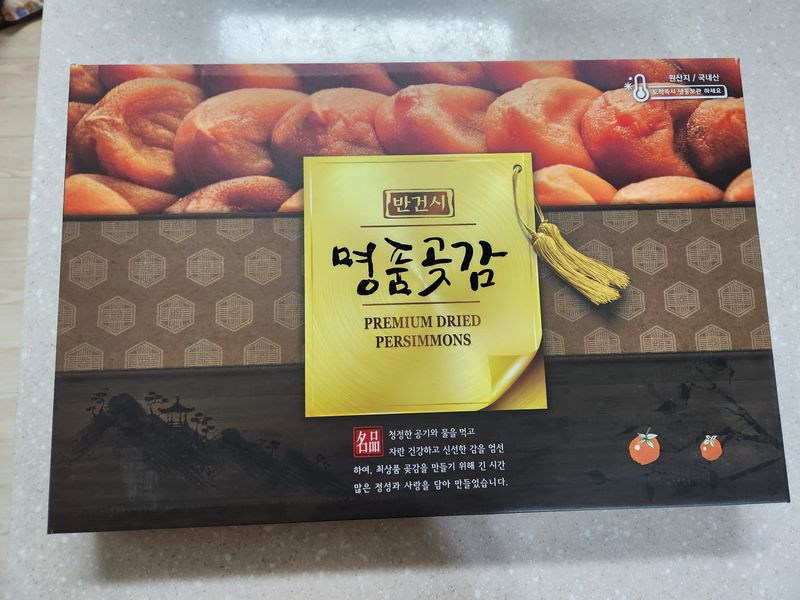 원산지 / 국내산
도착즉시 냉동보관 하세요
반건시
명품곶감
PREMIUM DRIED
PERSIMMONS
名品
청정한 공기와 물을 먹고
자란 건강하고 신선한 감을 엄선
하여, 최상품 곶감을 만들기 위해 긴 시간
많은 정성과 사랑을 담아 만들었습니다.